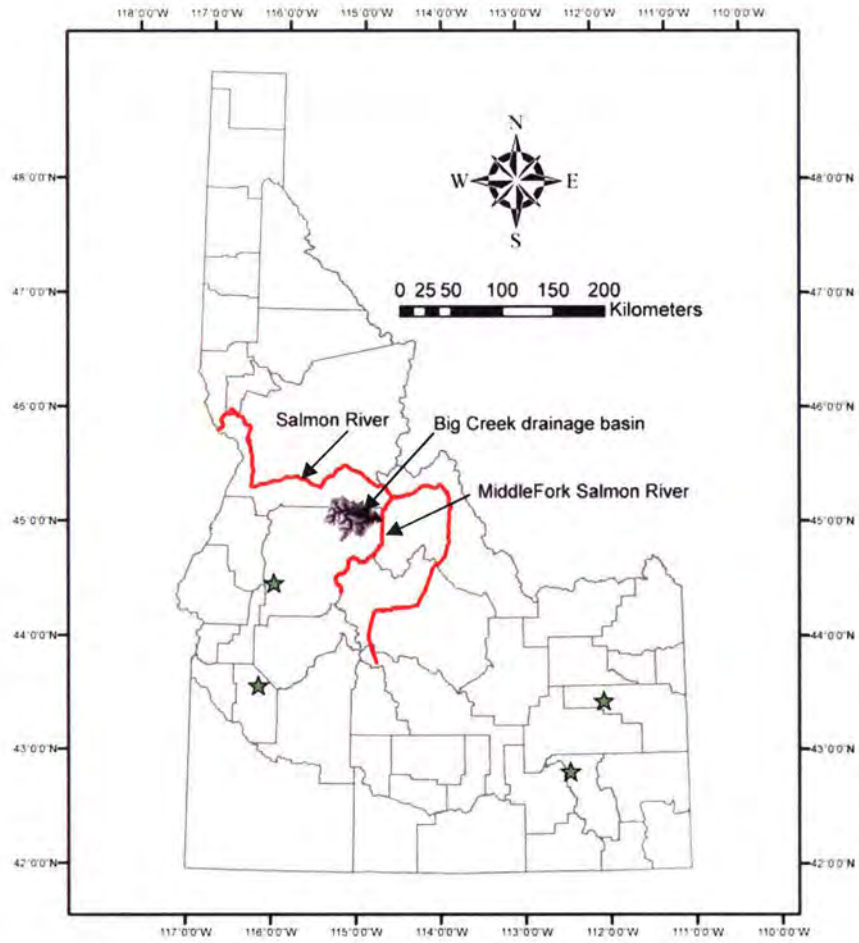 118°0'0"W 117°0'0"W 116°0'0"W 115°0'0"W 114°0'0"W 113°0'0"W 112°0'0"W 111°0'0"W 110°0'0"W
N
W E
S
48°0'0"N 48°0'0"N
0 25 50 100 150 200
Kilometers
47°0'0"N 47°0'0"N
46°0'0"N 46°0'0"N
Salmon River
Big Creek drainage basin
MiddleFork Salmon River
45°0'0"N 45°0'0"N
44°0'0"N 44°0'0"N
43°0'0"N 43°0'0"N
42°0'0"N 42°0'0"N
117°0'0"W 116°0'0"W 115°0'0"W 114°0'0"W 113°0'0"W 112°0'0"W 111°0'0"W 110°0'0"W